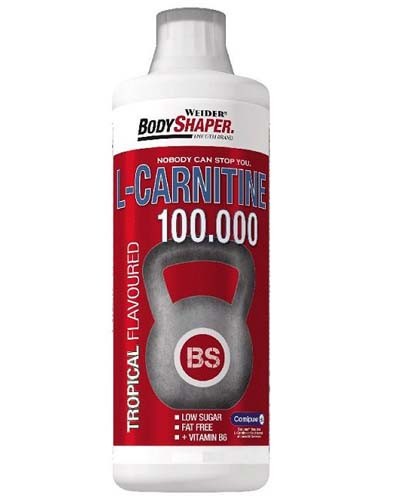 WEIDER®
BODYSHAPER.
NOBODY CAN STOP YOU.
L-CARNITINE
100.000
TROPICAL FLAVOURED
BS
▪ LOW SUGAR
▪ FAT FREE
▪ + VITAMIN B6
Carnipure